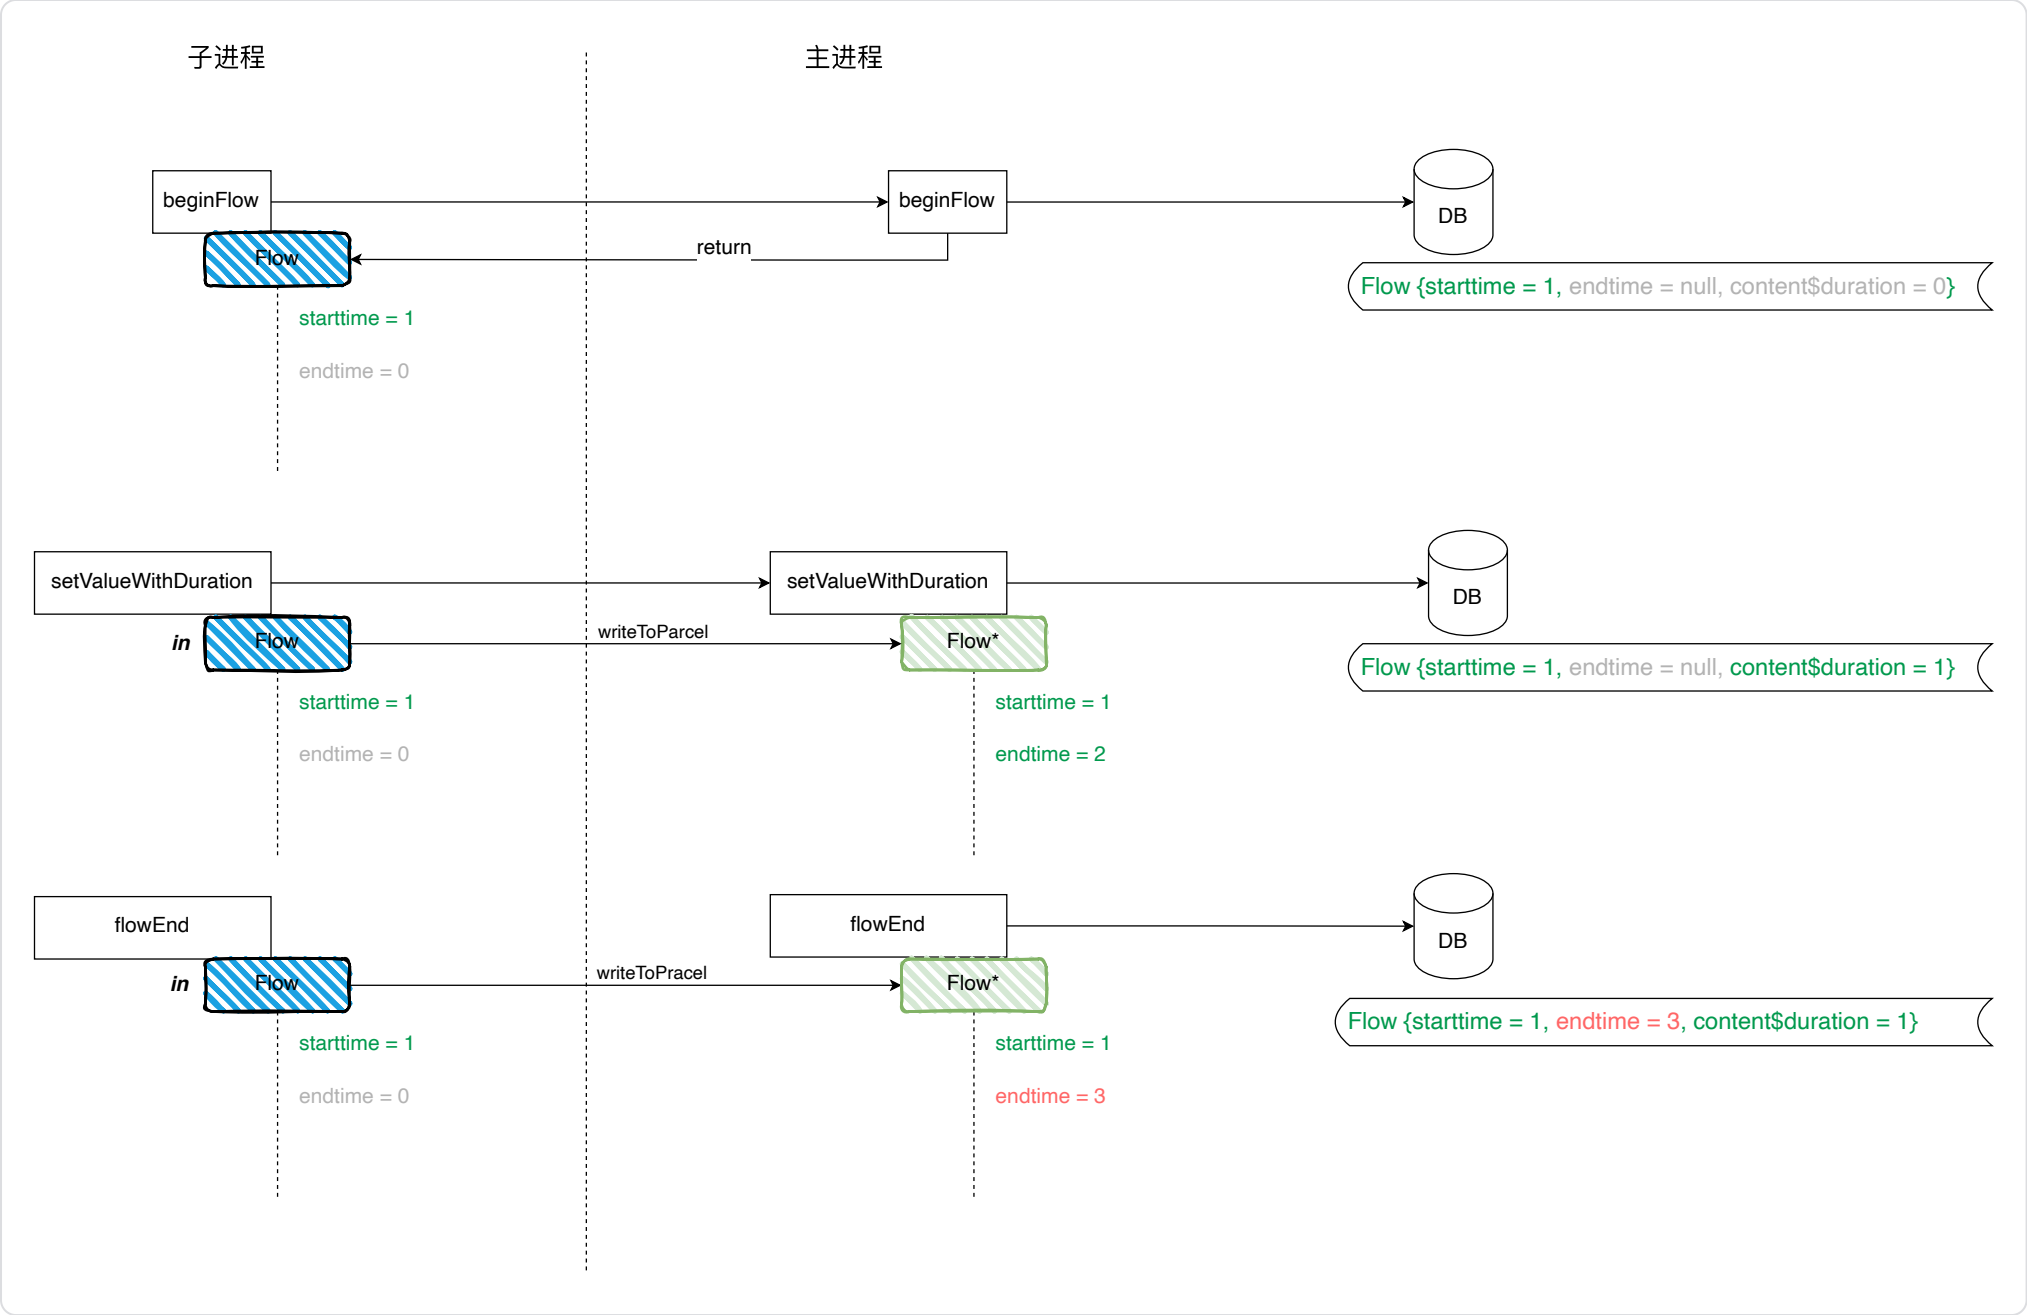 子进程
主进程
beginFlow
beginFlow
DB
Flow
return
Flow {starttime = 1, endtime = null, content$duration = 0}
starttime = 1
endtime = 0
setValueWithDuration
setValueWithDuration
DB
in
Flow
writeToParcel
Flow*
Flow {starttime = 1, endtime = null, content$duration = 1}
starttime = 1
starttime = 1
endtime = 0
endtime = 2
flowEnd
flowEnd
DB
in
Flow
writeToPracel
Flow*
Flow {starttime = 1, endtime = 3, content$duration = 1}
starttime = 1
starttime = 1
endtime = 0
endtime = 3